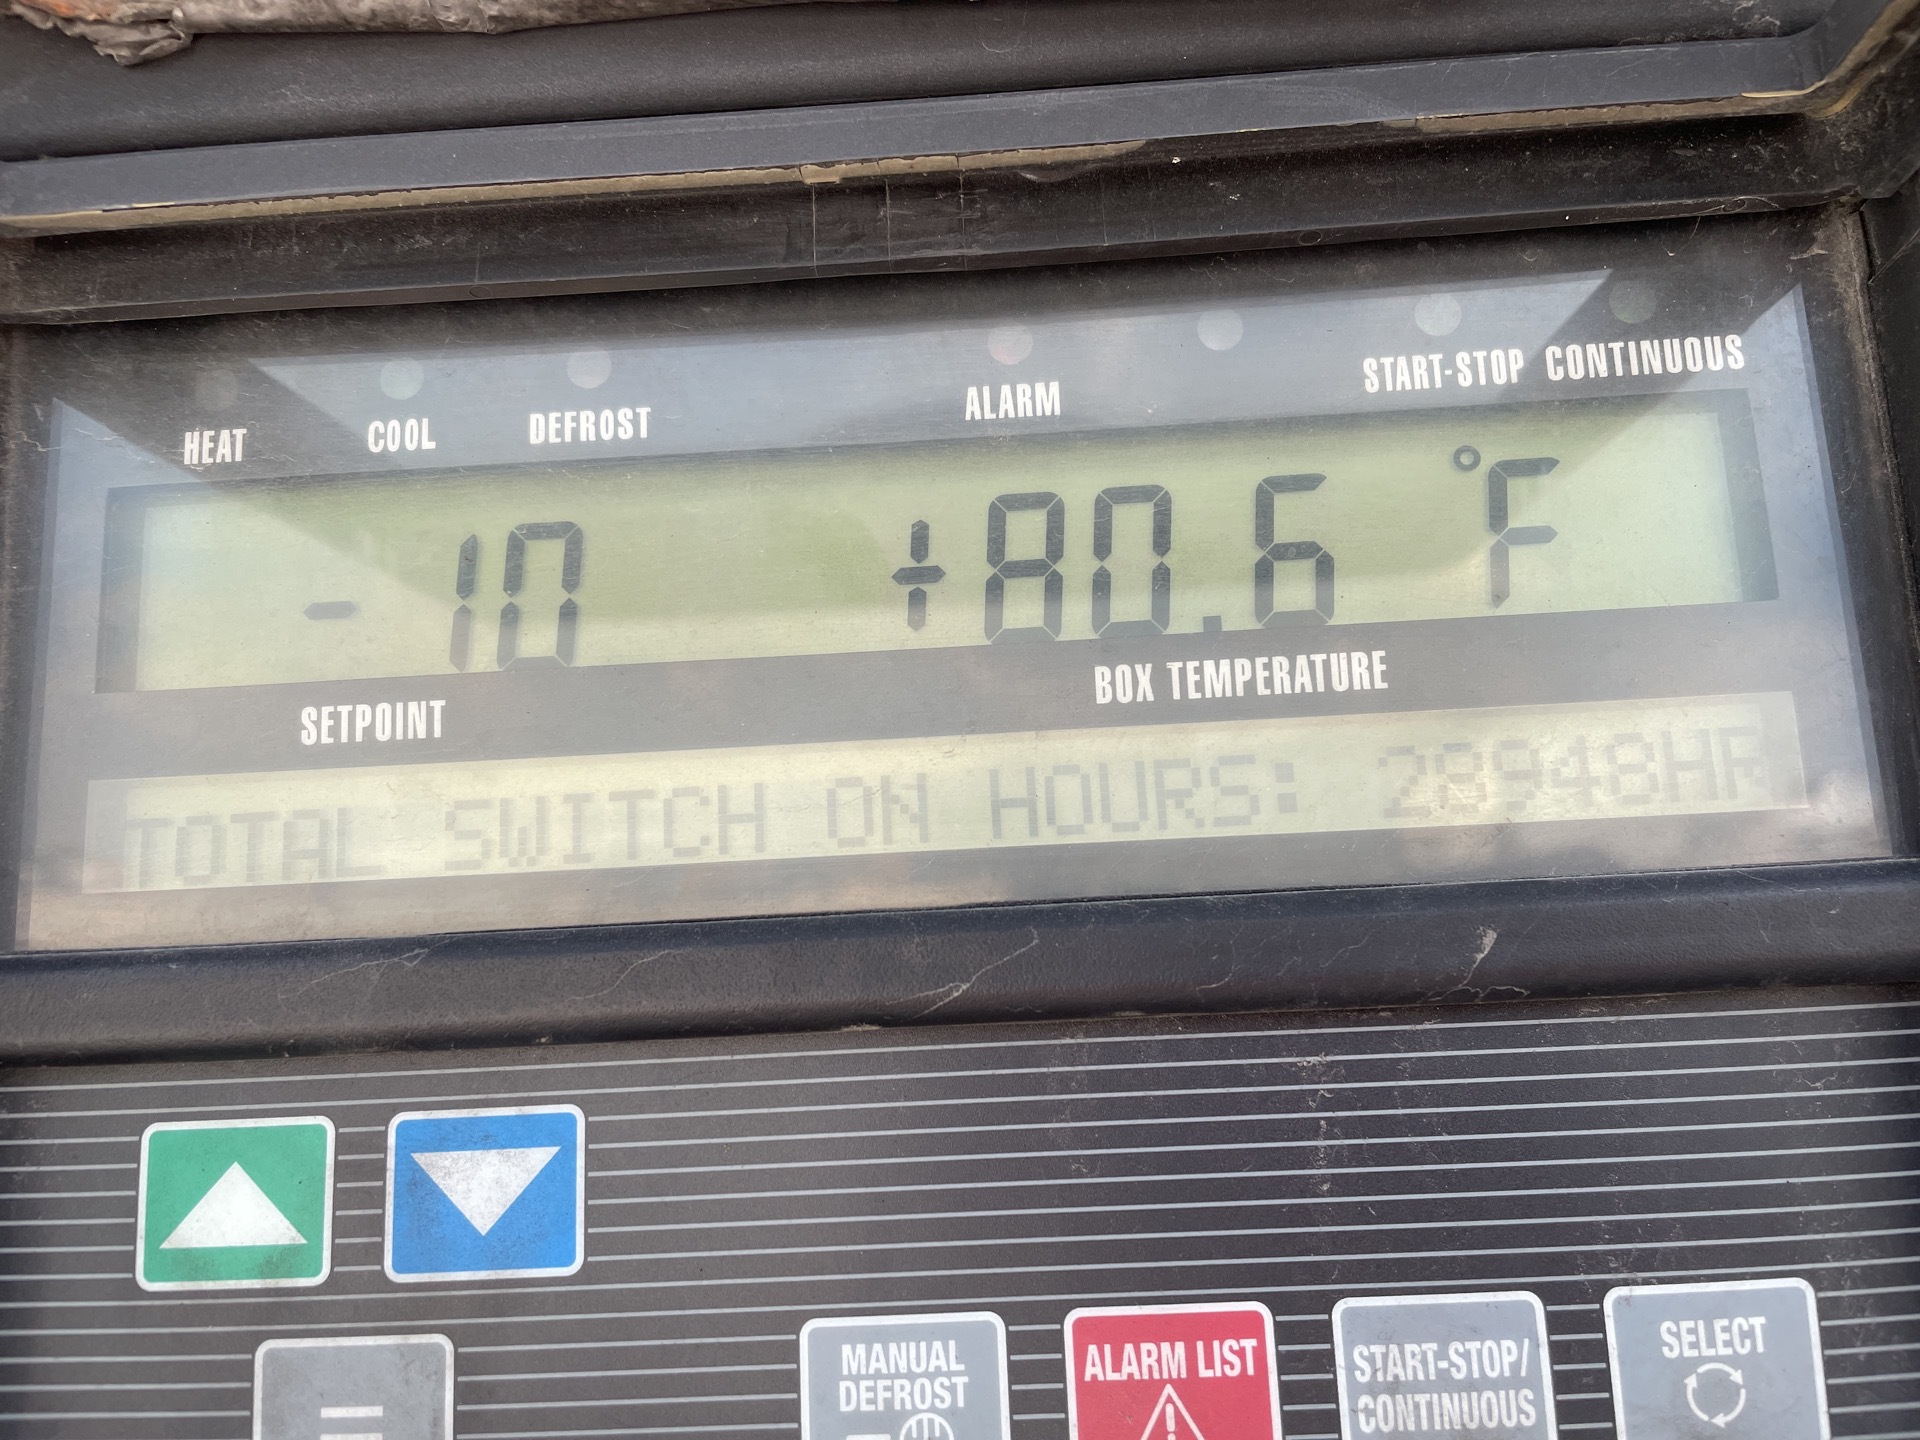 HEAT COOL DEFROST ALARM START-STOP CONTINUOUS
- 10 +80.6 °F
SETPOINT BOX TEMPERATURE
TOTAL SWITCH ON HOURS: 28948HR
MANUAL DEFROST
ALARM LIST
START-STOP/
CONTINUOUS
SELECT